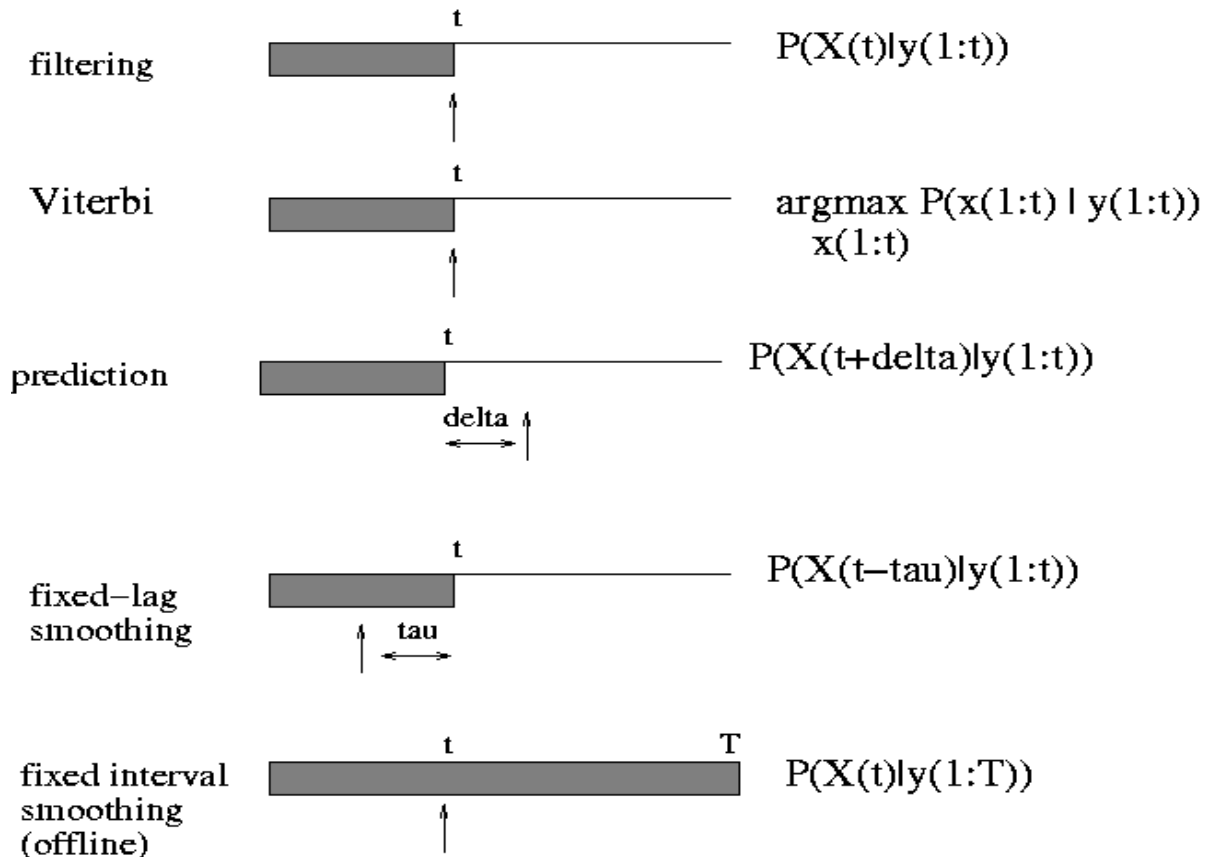 t
filtering
P(X(t)|y(1:t))
t
Viterbi
argmax P(x(1:t) | y(1:t))
x(1:t)
t
prediction
P(X(t+delta)|y(1:t))
delta
t
P(X(t−tau)|y(1:t))
fixed−lag
smoothing
tau
t
T
fixed interval
smoothing
(offline)
P(X(t)|y(1:T))